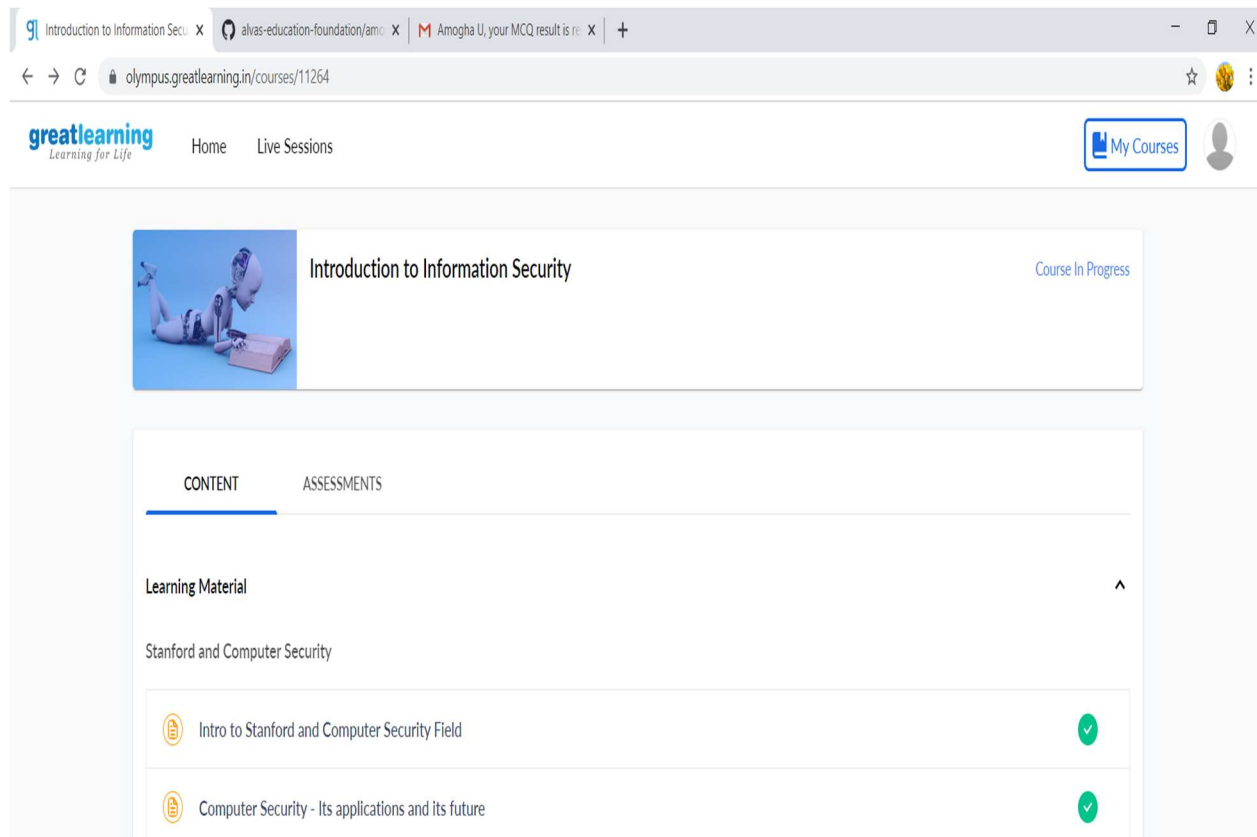 Introduction to Information Secu
alvas-education-foundation/amo
Amogha U, your MCQ result is re
olympus.greatlearning.in/courses/11264
greatlearning
Learning for Life
Home
Live Sessions
My Courses
Introduction to Information Security
Course In Progress
CONTENT
ASSESSMENTS
Learning Material
Stanford and Computer Security
Intro to Stanford and Computer Security Field
Computer Security - Its applications and its future